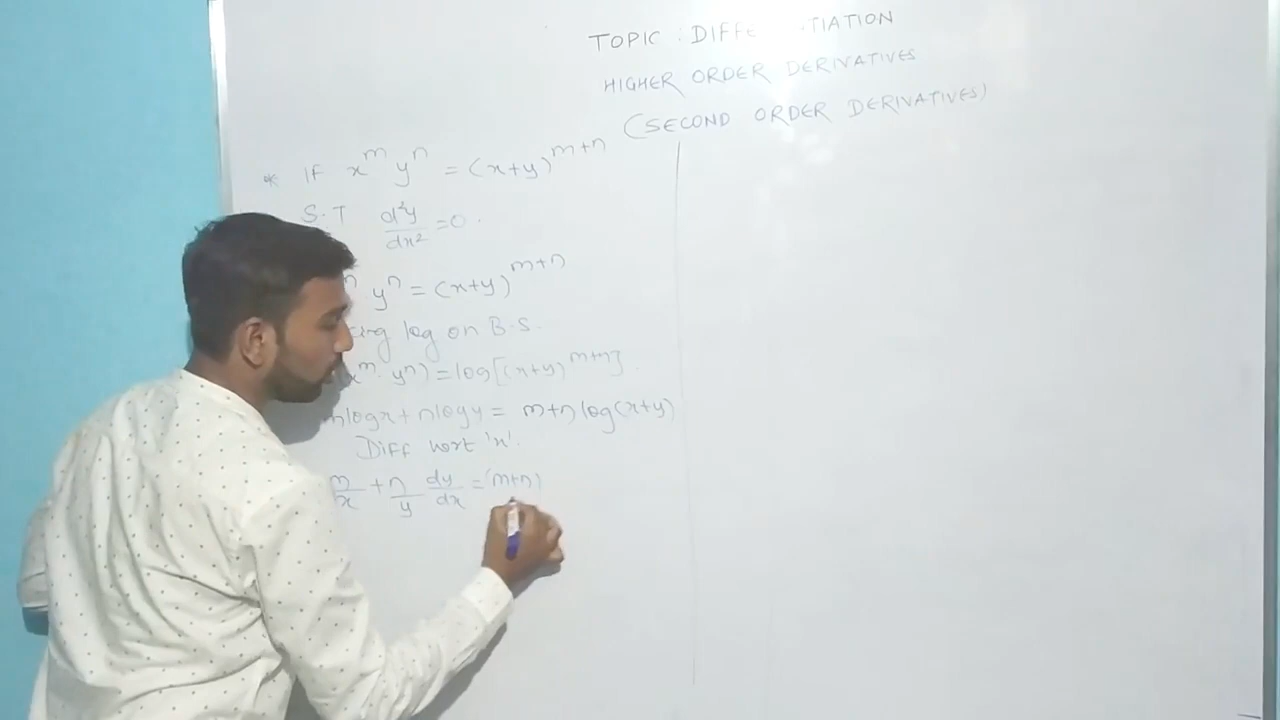 TOPIC : DIFFE TIATION
HIGHER ORDER DERIVATIVES
(SECOND ORDER DERIVATIVES)
* IF x^m y^n = (x+y)^m+n
S.T d²y/dx² =0.
y^n = (x+y)^m+n
log on B.S.
y^n) = log[(x+y)^m+n].
logx + nlogy = m+n log(x+y)
Diff wrt 'x'.
m/x + n/y dy/dx = (m+n)